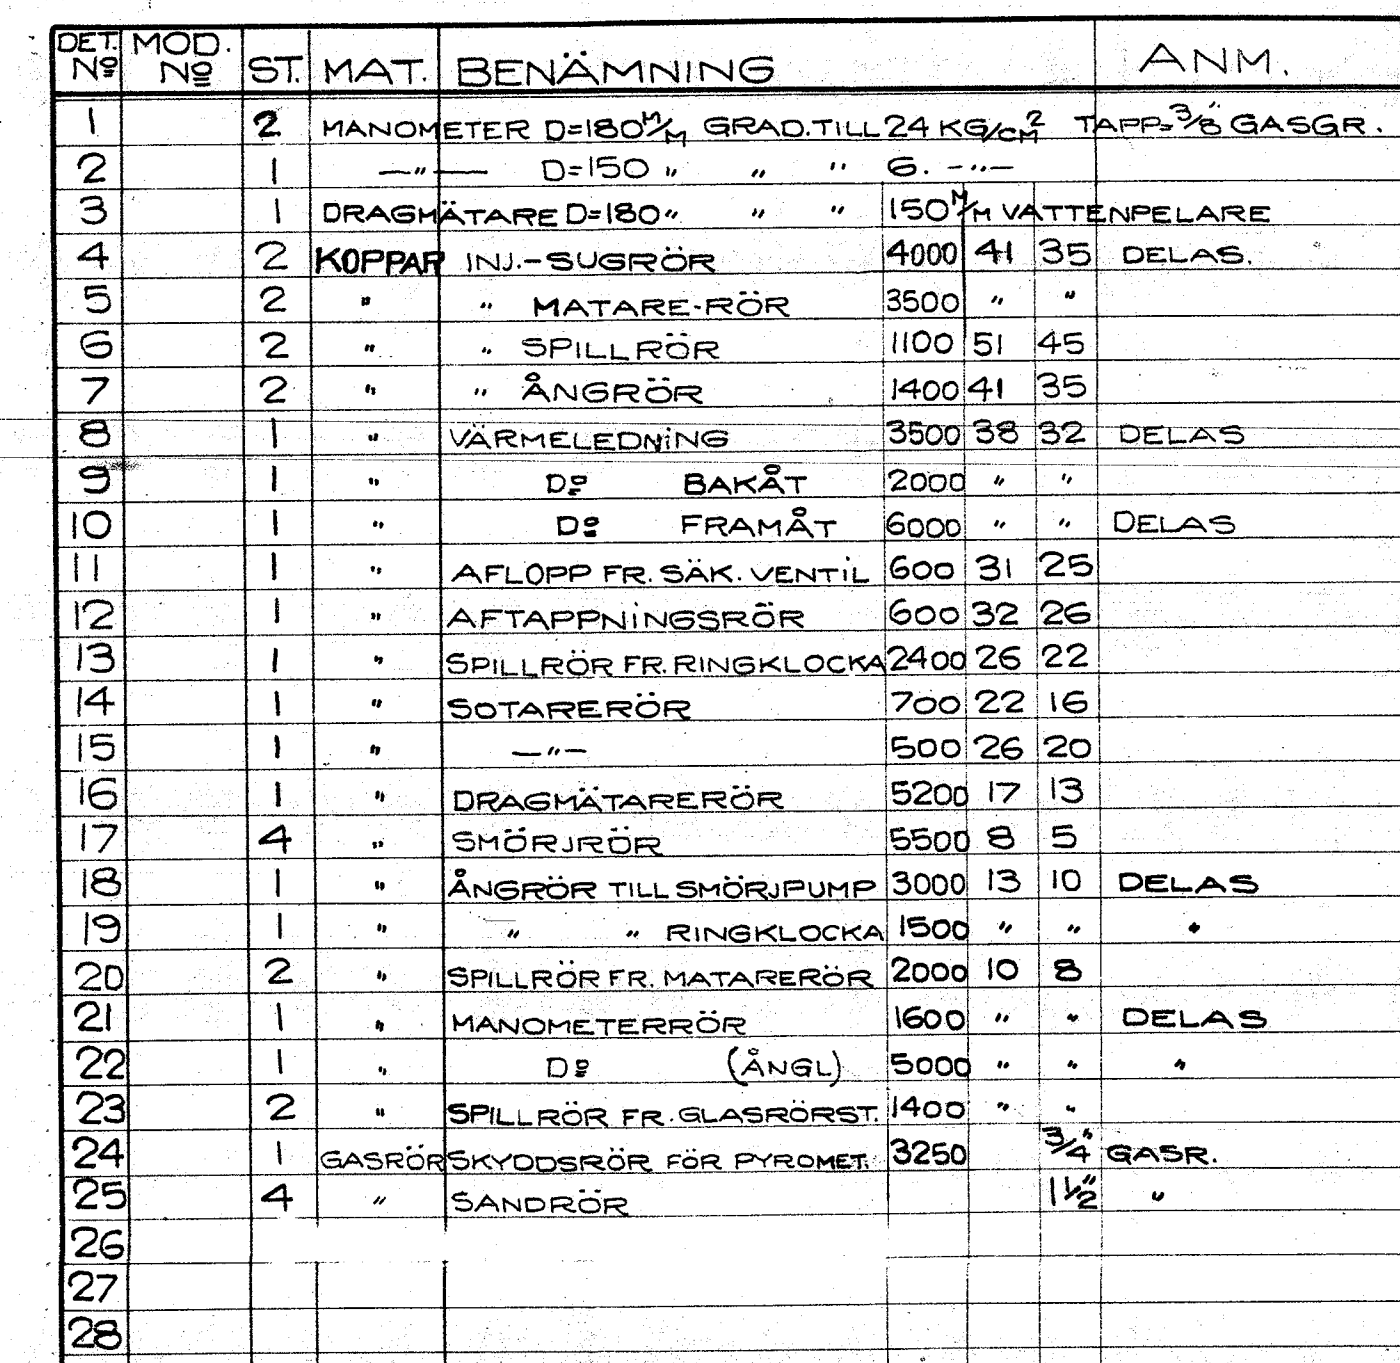 DET. Nº MOD. Nº ST. MAT. BENÄMNING ANM.
1 2 MANOMETER D=180 M/M GRAD. TILL 24 KG/CM² TAPP=3/8" GASGR.
2 1 —"— D=150 " " " 6. -"-
3 1 DRAGMÄTARE D=180 " " " 150 M/M VATTENPELARE
4 2 KOPPAR INJ.-SUGRÖR 4000 41 35 DELAS.
5 2 " " MATARE-RÖR 3500 " "
6 2 " " SPILLRÖR 1100 51 45
7 2 " " ÅNGRÖR 1400 41 35
8 1 " VÄRMELEDNING 3500 38 32 DELAS
9 1 " Dº BAKÅT 2000 " "
10 1 " Dº FRAMÅT 6000 " " DELAS
11 1 " AFLOPP FR. SÄK. VENTIL 600 31 25
12 1 " AFTAPPNINGSRÖR 600 32 26
13 1 " SPILLRÖR FR. RINGKLOCKA 2400 26 22
14 1 " SOTARERÖR 700 22 16
15 1 " —"— 500 26 20
16 1 " DRAGMÄTARERÖR 5200 17 13
17 4 " SMÖRJRÖR 5500 8 5
18 1 " ÅNGRÖR TILL SMÖRJPUMP 3000 13 10 DELAS
19 1 " " " RINGKLOCKA 1500 " " "
20 2 " SPILLRÖR FR. MATARERÖR 2000 10 8
21 1 " MANOMETERRÖR 1600 " " DELAS
22 1 " Dº (ÅNGL) 5000 " " "
23 2 " SPILLRÖR FR. GLASRÖRST. 1400 " "
24 1 GASRÖR SKYDDSRÖR FÖR PYROMET. 3250 3/4" GASR.
25 4 " SANDRÖR 1 1/2" "
26
27
28